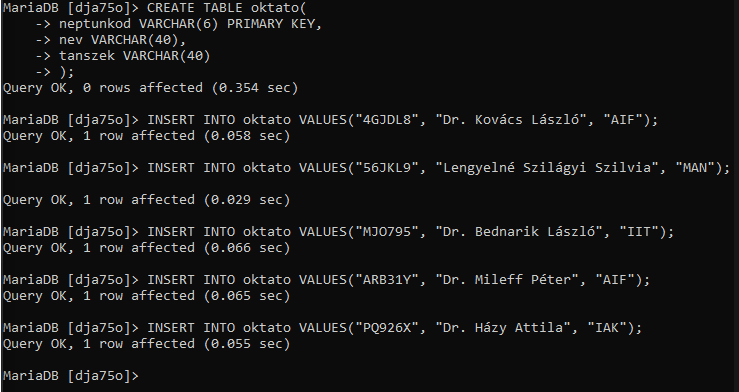 MariaDB [dja75o]> CREATE TABLE oktato(
    -> neptunkod VARCHAR(6) PRIMARY KEY,
    -> nev VARCHAR(40),
    -> tanszek VARCHAR(40)
    -> );
Query OK, 0 rows affected (0.354 sec)
MariaDB [dja75o]> INSERT INTO oktato VALUES("4GJDL8", "Dr. Kovács László", "AIF");
Query OK, 1 row affected (0.058 sec)
MariaDB [dja75o]> INSERT INTO oktato VALUES("56JKL9", "Lengyelné Szilágyi Szilvia", "MAN");
Query OK, 1 row affected (0.029 sec)
MariaDB [dja75o]> INSERT INTO oktato VALUES("MJO795", "Dr. Bednarik László", "IIT");
Query OK, 1 row affected (0.066 sec)
MariaDB [dja75o]> INSERT INTO oktato VALUES("ARB31Y", "Dr. Mileff Péter", "AIF");
Query OK, 1 row affected (0.065 sec)
MariaDB [dja75o]> INSERT INTO oktato VALUES("PQ926X", "Dr. Házy Attila", "IAK");
Query OK, 1 row affected (0.055 sec)
MariaDB [dja75o]>